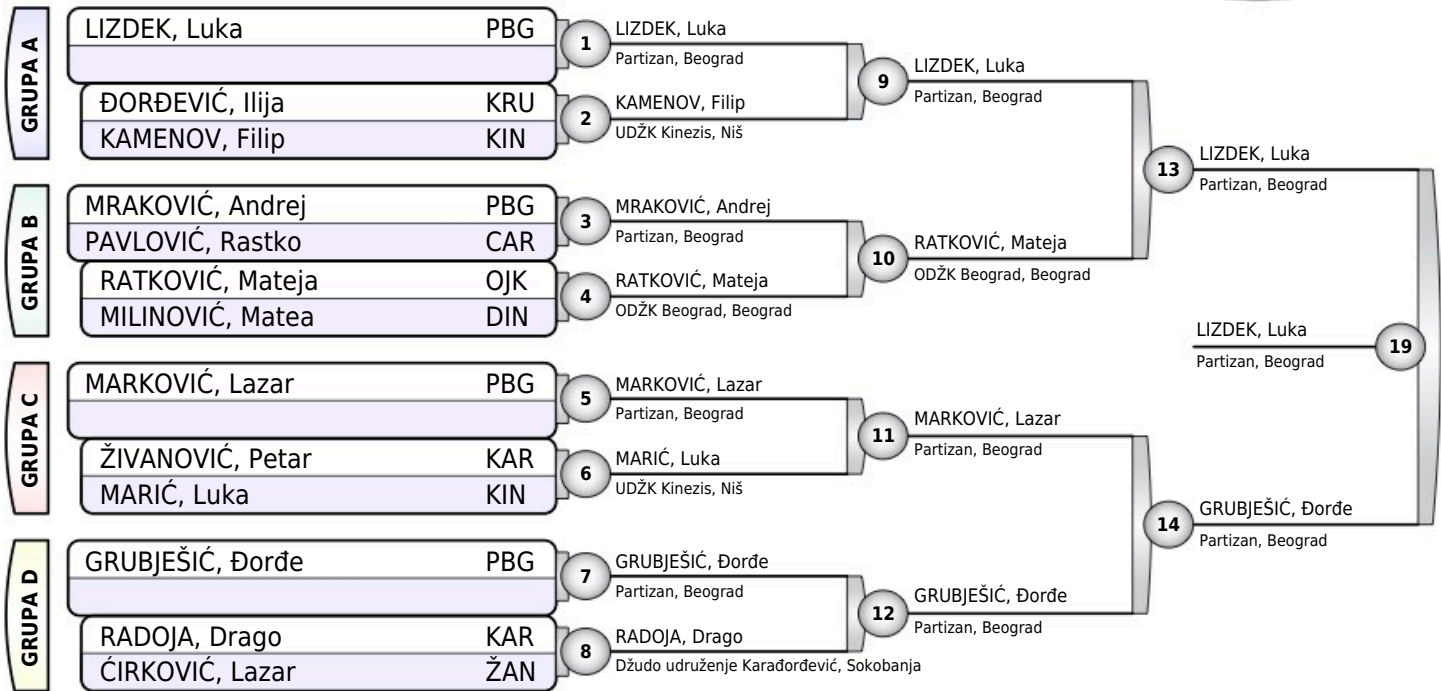 GRUPA A
LIZDEK, Luka PBG
ĐORĐEVIĆ, Ilija KRU
KAMENOV, Filip KIN
GRUPA B
MRAKOVIĆ, Andrej PBG
PAVLOVIĆ, Rastko CAR
RATKOVIĆ, Mateja OJK
MILINOVIĆ, Matea DIN
GRUPA C
MARKOVIĆ, Lazar PBG
ŽIVANOVIĆ, Petar KAR
MARIĆ, Luka KIN
GRUPA D
GRUBJEŠIĆ, Đorđe PBG
RADOJA, Drago KAR
ĆIRKOVIĆ, Lazar ŽAN
1
LIZDEK, Luka
Partizan, Beograd
2
KAMENOV, Filip
UDŽK Kinezis, Niš
3
MRAKOVIĆ, Andrej
Partizan, Beograd
4
RATKOVIĆ, Mateja
ODŽK Beograd, Beograd
5
MARKOVIĆ, Lazar
Partizan, Beograd
6
MARIĆ, Luka
UDŽK Kinezis, Niš
7
GRUBJEŠIĆ, Đorđe
Partizan, Beograd
8
RADOJA, Drago
Džudo udruženje Karađorđević, Sokobanja
9
LIZDEK, Luka
Partizan, Beograd
10
RATKOVIĆ, Mateja
ODŽK Beograd, Beograd
11
MARKOVIĆ, Lazar
Partizan, Beograd
12
GRUBJEŠIĆ, Đorđe
Partizan, Beograd
13
LIZDEK, Luka
Partizan, Beograd
14
GRUBJEŠIĆ, Đorđe
Partizan, Beograd
LIZDEK, Luka
Partizan, Beograd
19